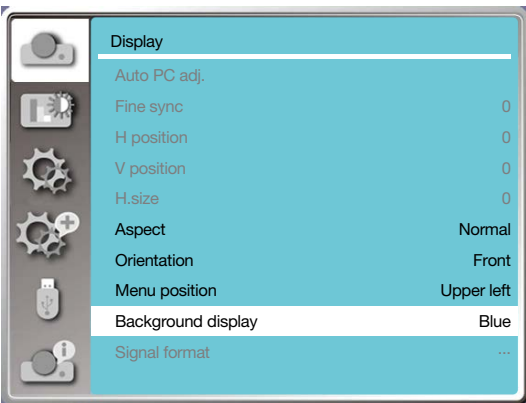 Display
Auto PC adj.
Fine sync 0
H position 0
V position 0
H.size 0
Aspect Normal
Orientation Front
Menu position Upper left
Background display Blue
Signal format ...